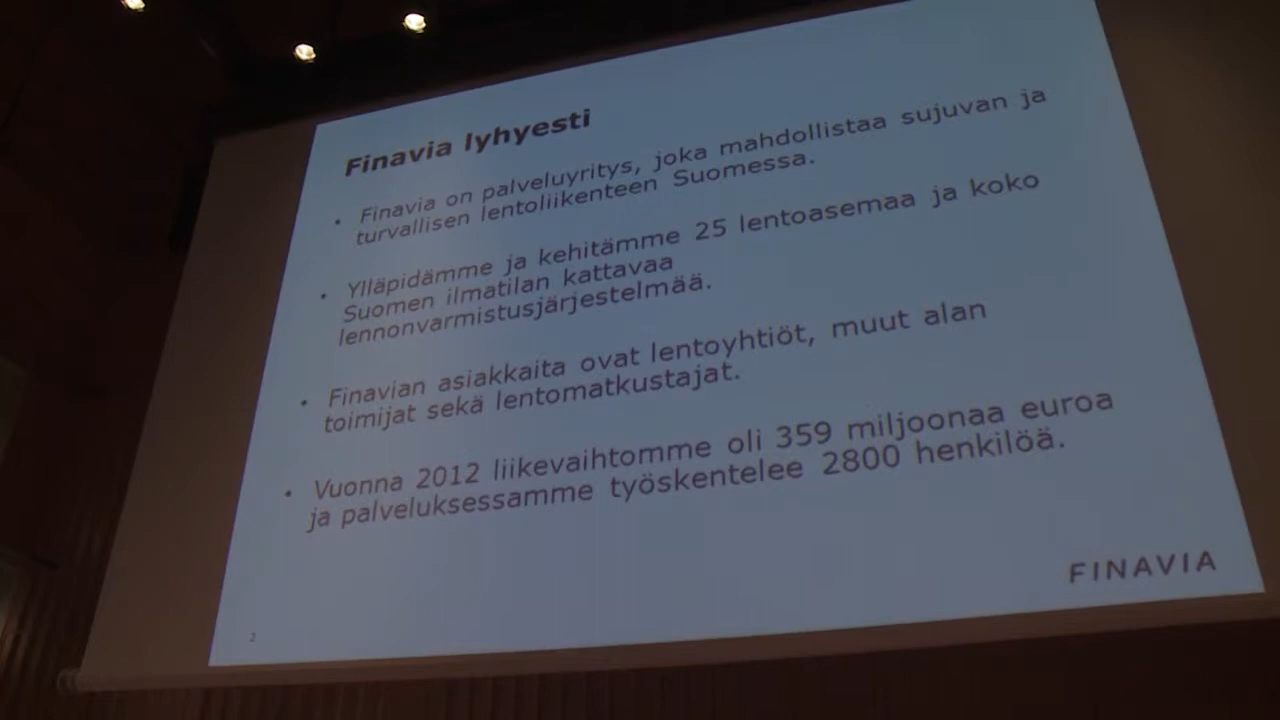 Finavia lyhyesti
• Finavia on palveluyritys, joka mahdollistaa sujuvan ja
turvallisen lentoliikenteen Suomessa.
• Ylläpidämme ja kehitämme 25 lentoasemaa ja koko
Suomen ilmatilan kattavaa
lennonvarmistusjärjestelmää.
• Finavian asiakkaita ovat lentoyhtiöt, muut alan
toimijat sekä lentomatkustajat.
• Vuonna 2012 liikevaihtomme oli 359 miljoonaa euroa
ja palveluksessamme työskentelee 2800 henkilöä.
FINAVIA
2